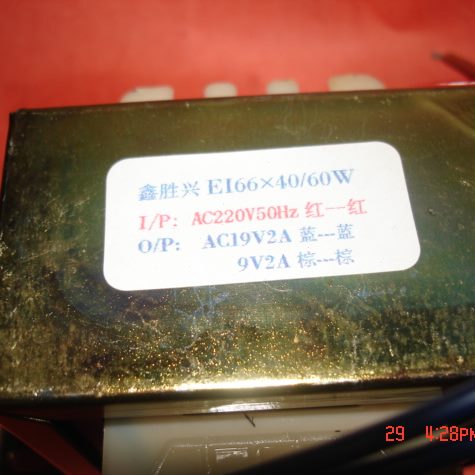 鑫胜兴 EI66×40/60W
I/P: AC220V50Hz 红--红
O/P: AC19V2A 蓝---蓝
9V2A 棕---棕
29 4:28PM